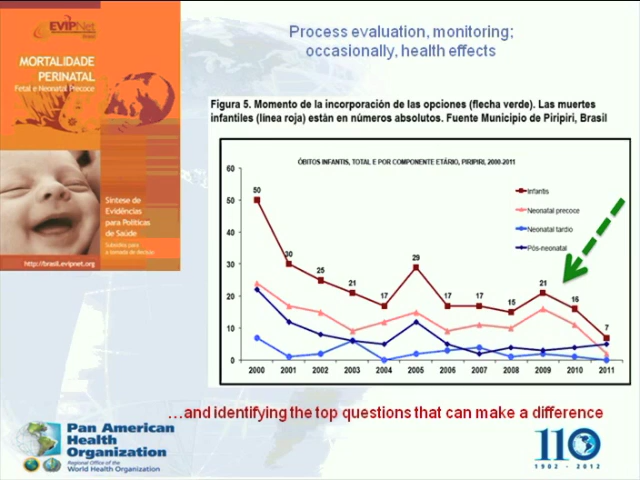 EVIPNet
Brasil
MORTALIDADE
PERINATAL
Fetal e Neonatal Precoce
Síntese de
Evidências
para Políticas
de Saúde
Subsídios para
a tomada de decisão
http://brasil.evipnet.org
Process evaluation, monitoring;
occasionally, health effects
Figura 5. Momento de la incorporación de las opciones (flecha verde). Las muertes
infantiles (línea roja) están en números absolutos. Fuente Municipio de Piripiri, Brasil
ÓBITOS INFANTIS, TOTAL E POR COMPONENTE ETÁRIO, PIRIPIRI, 2000-2011
Infantis
Neonatal precoce
Neonatal tardio
Pós-neonatal
60
50
40
30
20
10
0
50 30 25 21 17 29 17 17 15 21 16 7
2000 2001 2002 2003 2004 2005 2006 2007 2008 2009 2010 2011
…and identifying the top questions that can make a difference
Pan American
Health
Organization
Regional Office of the
World Health Organization
110
1902 - 2012